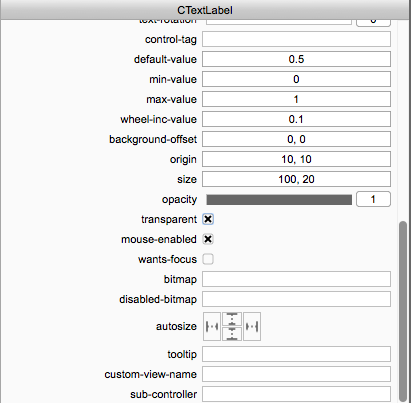 CTextLabel
text-rotation 0
control-tag
default-value 0.5
min-value 0
max-value 1
wheel-inc-value 0.1
background-offset 0, 0
origin 10, 10
size 100, 20
opacity 1
transparent
mouse-enabled
wants-focus
bitmap
disabled-bitmap
autosize
tooltip
custom-view-name
sub-controller